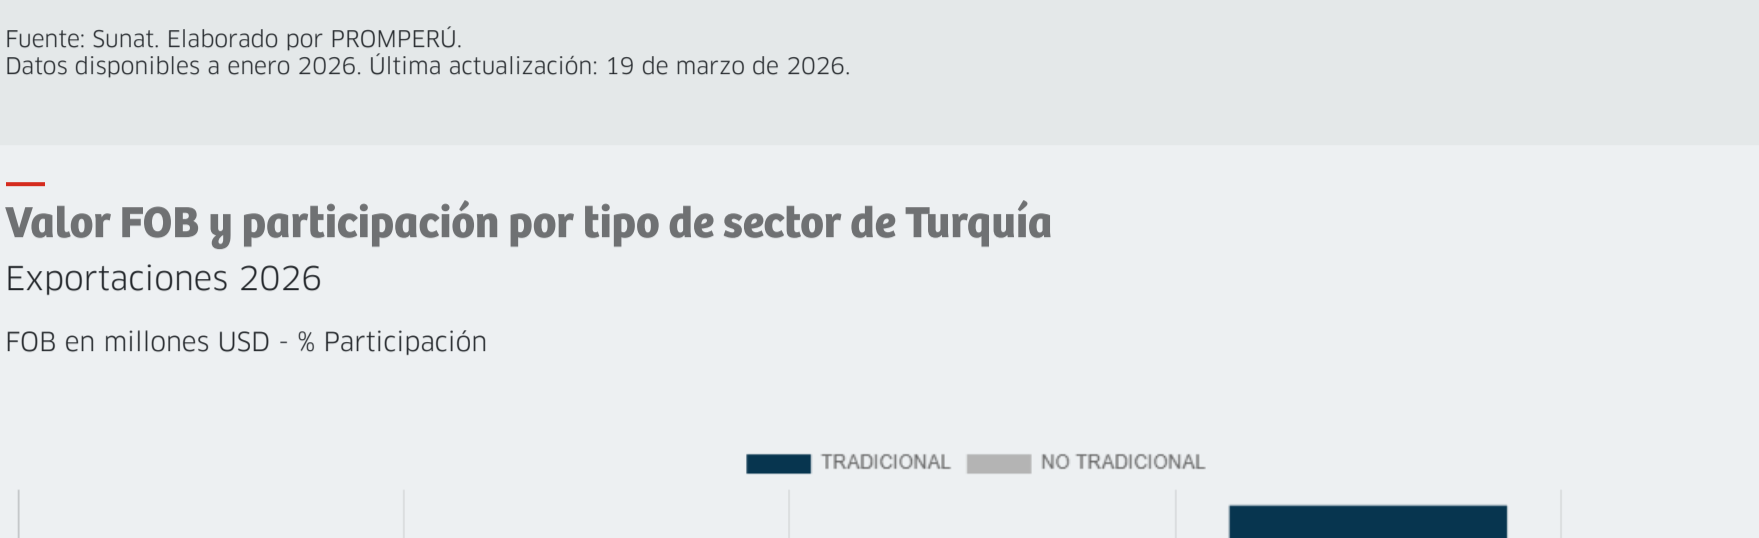 Fuente: Sunat. Elaborado por PROMPERÚ.
Datos disponibles a enero 2026. Última actualización: 19 de marzo de 2026.
Valor FOB y participación por tipo de sector de Turquía
Exportaciones 2026
FOB en millones USD - % Participación
TRADICIONAL NO TRADICIONAL